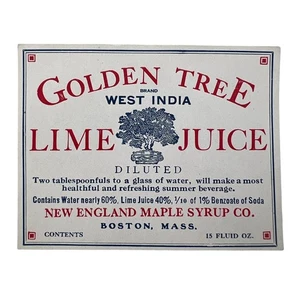 GOLDEN TREE
BRAND
WEST INDIA
LIME JUICE
DILUTED
Two tablespoonfuls to a glass of water, will make a most
healthful and refreshing summer beverage.
Contains Water nearly 60%, Lime Juice 40%, 1/10 of 1% Benzoate of Soda
NEW ENGLAND MAPLE SYRUP CO.
BOSTON, MASS.
CONTENTS 15 FLUID OZ.